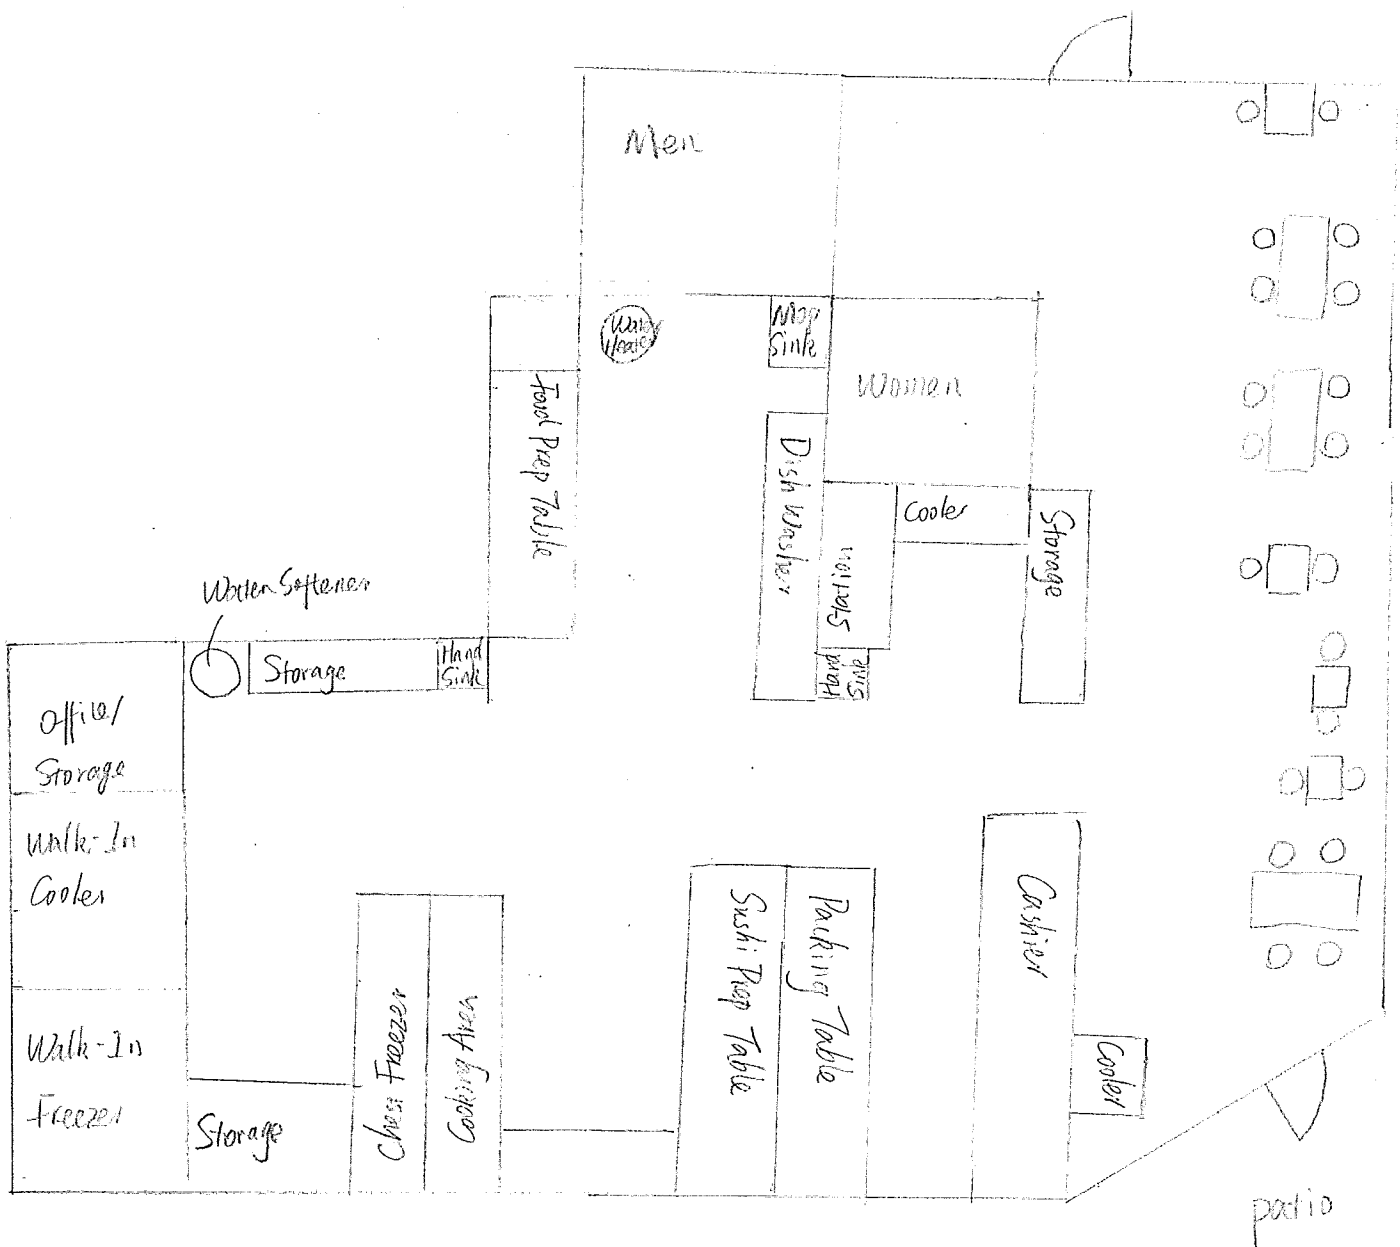 Men
Water
Heater
Mop
Sink
Women
Food Prep Table
Dish Washer
Cooler
Storage
Station
Water Softener
Storage
Hand
Sink
Hand
Sink
Office/
Storage
Walk-In
Cooler
Cashier
Sushi Prep Table
Packing Table
Chest Freezer
Cooking Area
Walk-In
Freezer
Cooler
Storage
patio